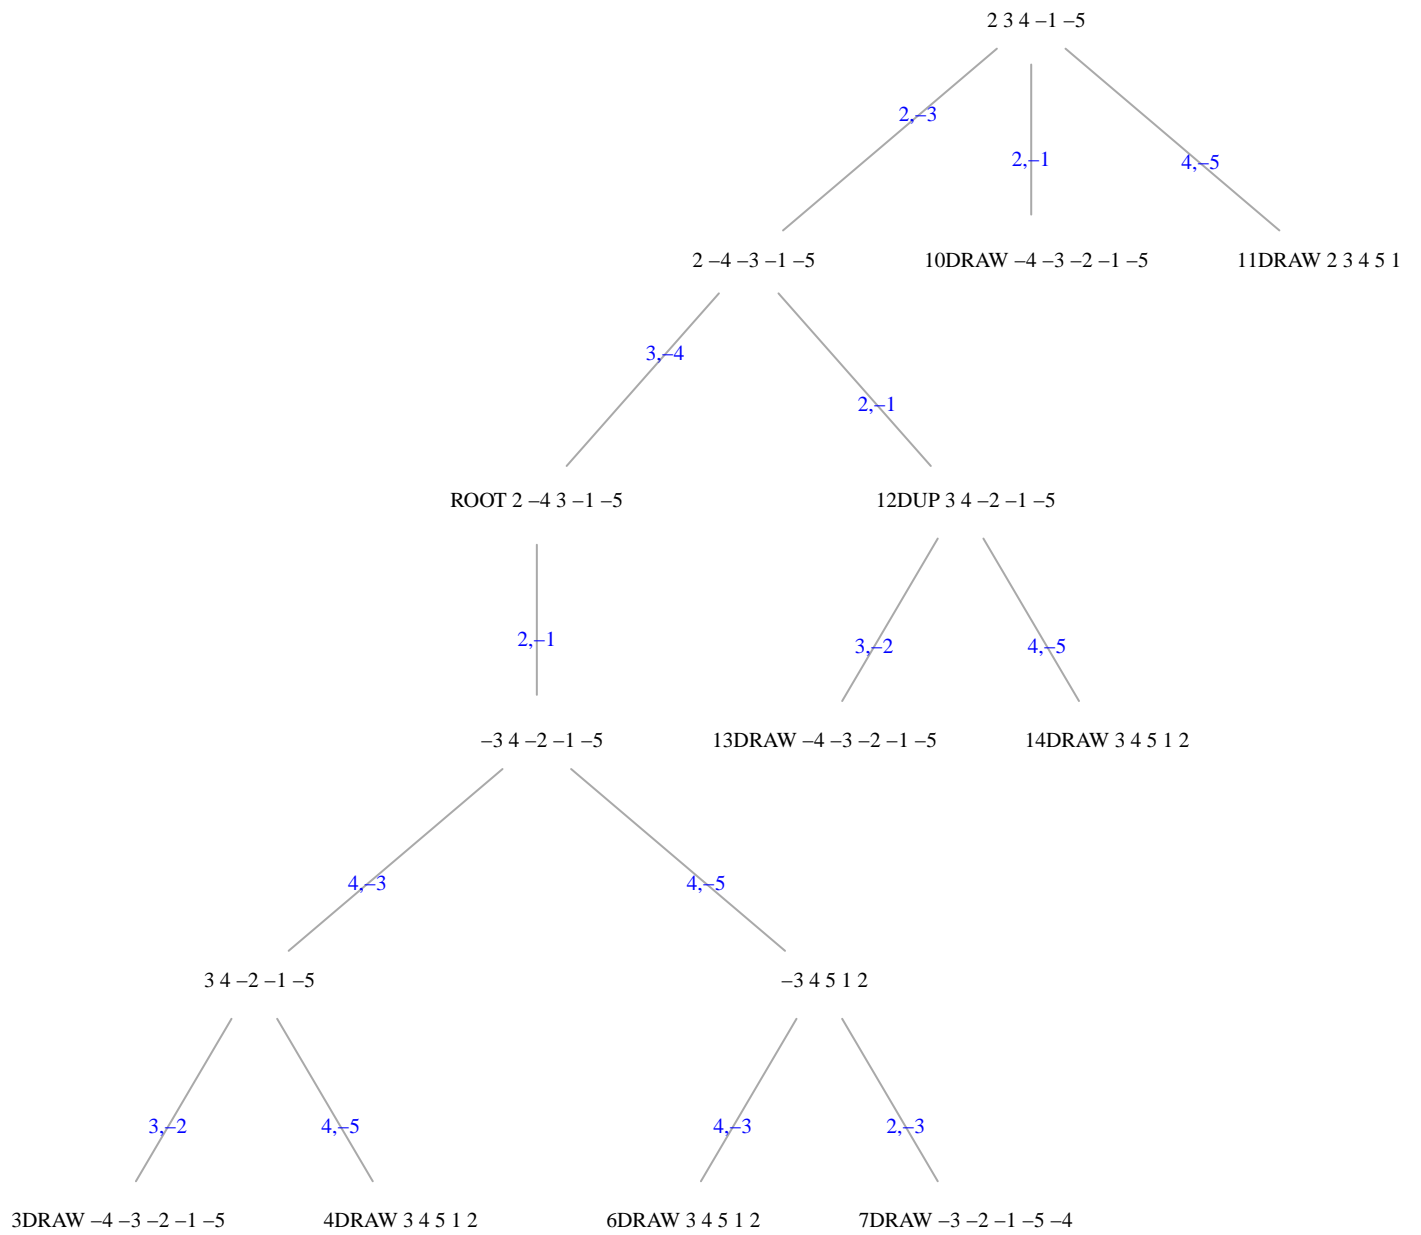 2 3 4 –1 –5
2,–3
2,–1
4,–5
2 –4 –3 –1 –5
10DRAW –4 –3 –2 –1 –5
11DRAW 2 3 4 5 1
3,–4
2,–1
ROOT 2 –4 3 –1 –5
12DUP 3 4 –2 –1 –5
2,–1
3,–2
4,–5
–3 4 –2 –1 –5
13DRAW –4 –3 –2 –1 –5
14DRAW 3 4 5 1 2
4,–3
4,–5
3 4 –2 –1 –5
–3 4 5 1 2
3,–2
4,–5
4,–3
2,–3
3DRAW –4 –3 –2 –1 –5
4DRAW 3 4 5 1 2
6DRAW 3 4 5 1 2
7DRAW –3 –2 –1 –5 –4